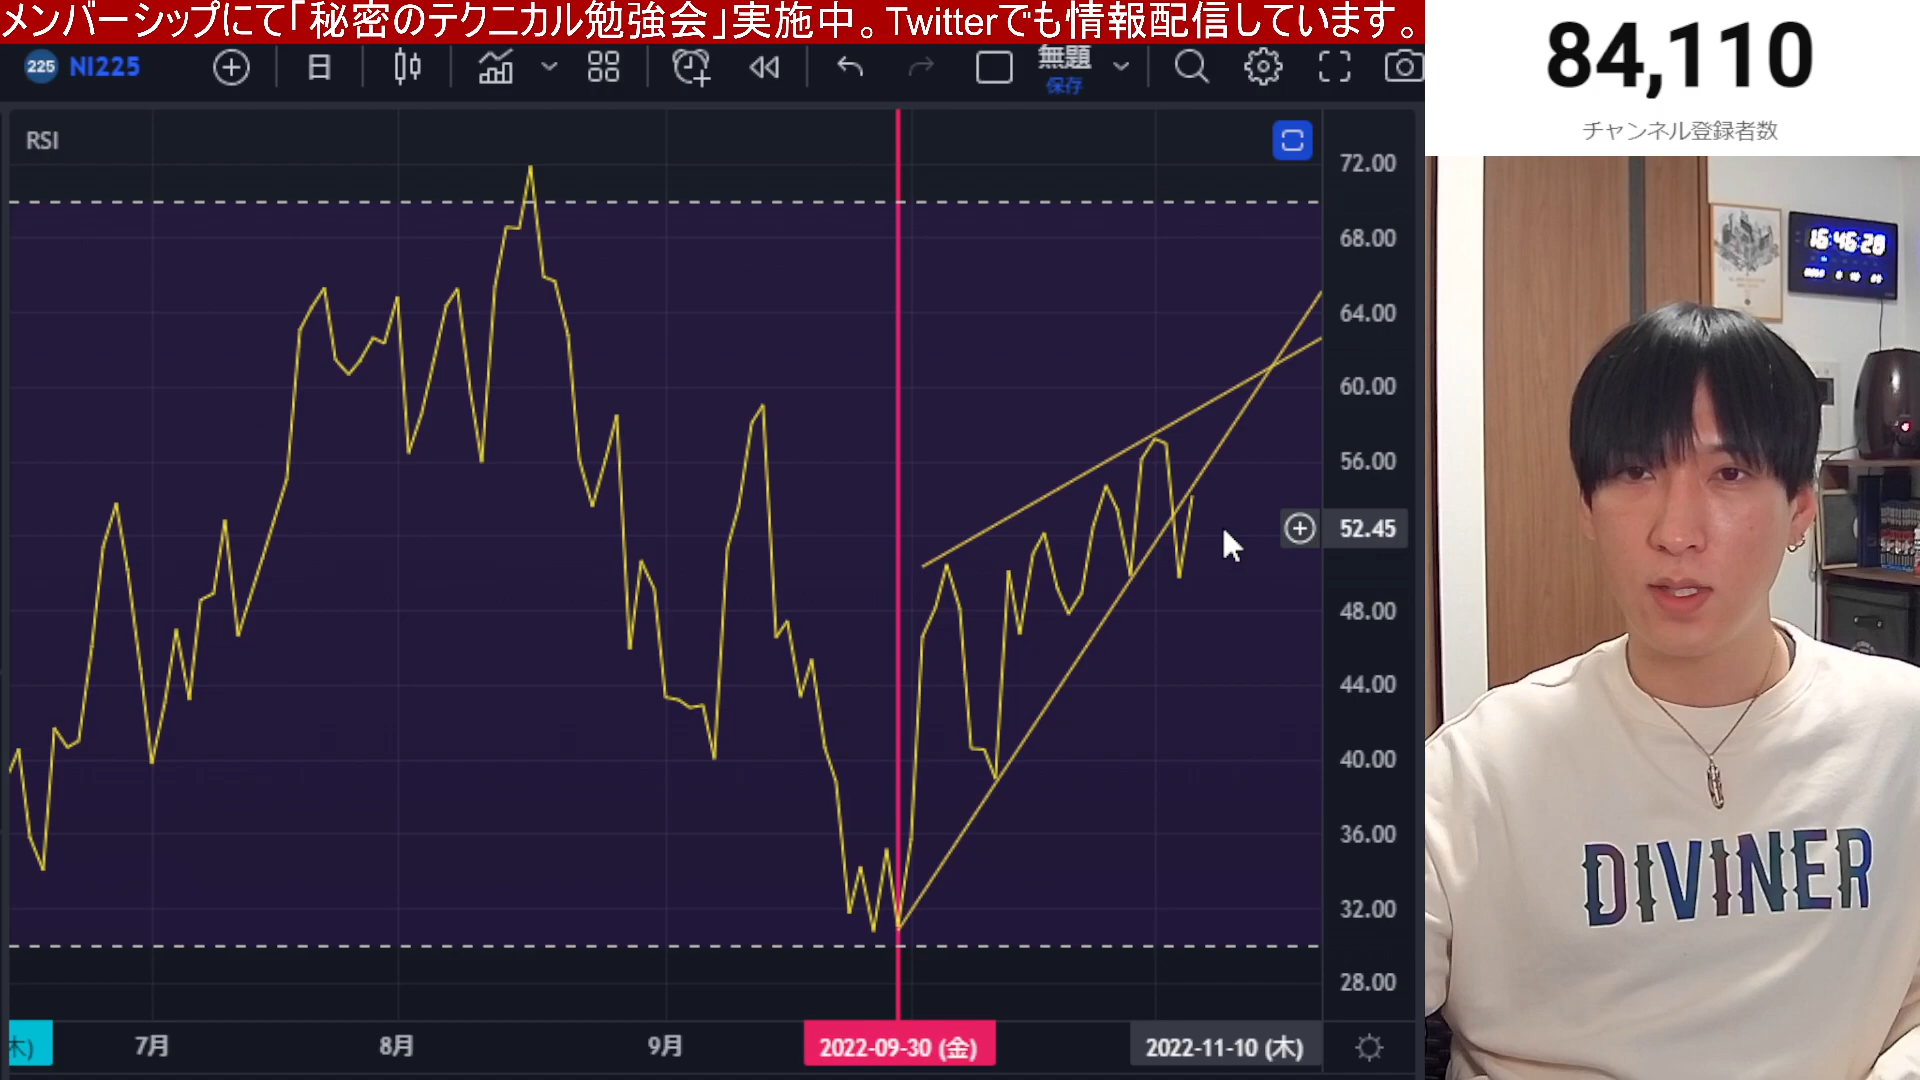 メンバーシップにて「秘密のテクニカル勉強会」実施中。Twitterでも情報配信しています。
84,110
チャンネル登録者数
225 NI225
日
無題
保存
RSI
72.00
68.00
64.00
60.00
56.00
52.45
48.00
44.00
40.00
36.00
32.00
28.00
木)
7月
8月
9月
2022-09-30 (金)
2022-11-10 (木)
16:46:28
DIVINER